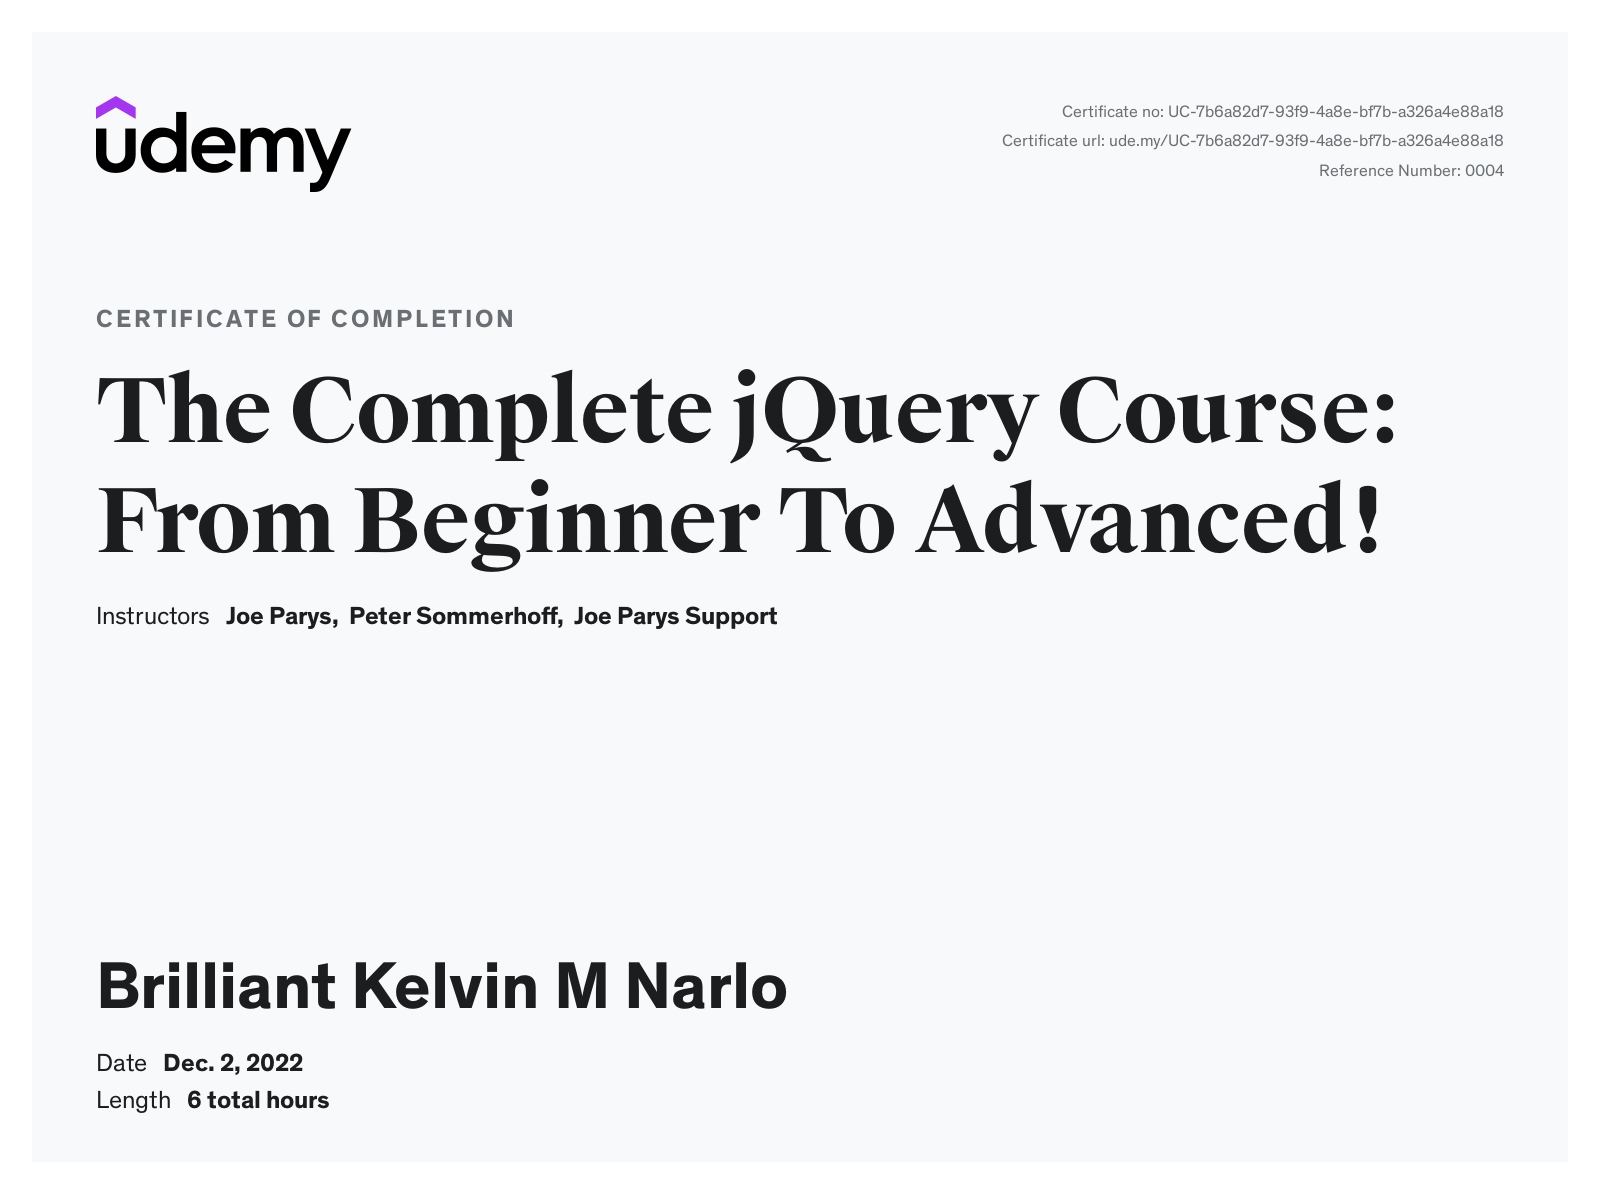 udemy
Certificate no: UC-7b6a82d7-93f9-4a8e-bf7b-a326a4e88a18
Certificate url: ude.my/UC-7b6a82d7-93f9-4a8e-bf7b-a326a4e88a18
Reference Number: 0004
CERTIFICATE OF COMPLETION
The Complete jQuery Course:
From Beginner To Advanced!
Instructors Joe Parys, Peter Sommerhoff, Joe Parys Support
Brilliant Kelvin M Narlo
Date Dec. 2, 2022
Length 6 total hours